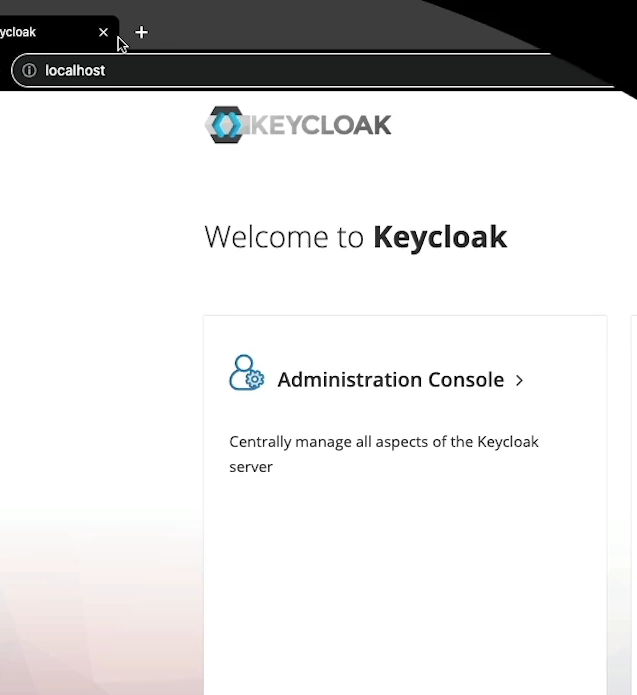 ycloak
localhost
KEYCLOAK
Welcome to Keycloak
Administration Console
Centrally manage all aspects of the Keycloak
server